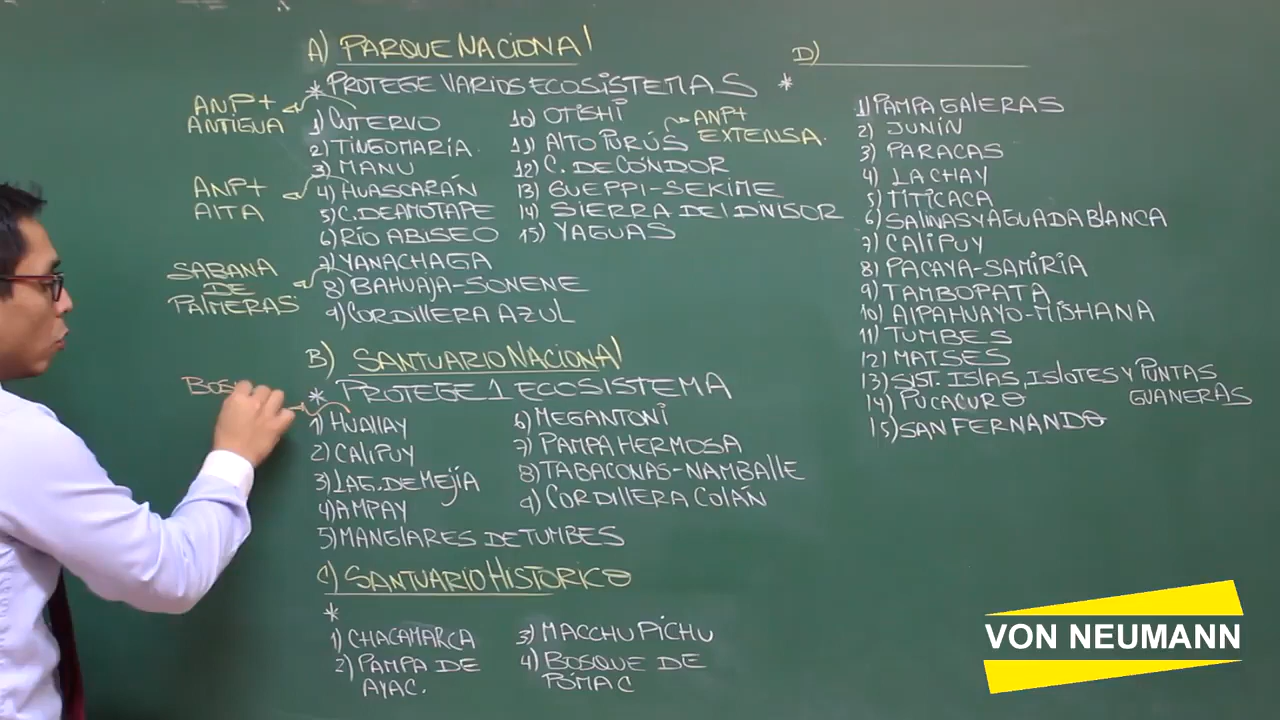 A) PARQUE NACIONAL
* PROTEGE VARIOS ECOSISTEMAS
ANP+
ANTIGUA
1) CUTERVO
2) TINGO MARÍA
3) MANU
ANP+
ALTA
4) HUASCARÁN
5) C. DE AMOTAPE
6) RÍO ABISEO
7) YANACHAGA
SABANA
DE
PALMERAS
8) BAHUAJA-SONENE
9) CORDILLERA AZUL
10) OTISHI
11) ALTO PURÚS
ANP+
EXTENSA
12) C. DE CÓNDOR
13) GUEPPI-SEKIME
14) SIERRA DEL DIVISOR
15) YAGUAS
B) SANTUARIO NACIONAL
* PROTEGE 1 ECOSISTEMA
BOS
1) HUALLAY
2) CALIPUY
3) LAG. DE MEJÍA
4) AMPAY
5) MANGLARES DE TUMBES
6) MEGANTONI
7) PAMPA HERMOSA
8) TABACONAS-NAMBALLE
9) CORDILLERA COLÁN
C) SANTUARIO HISTORICO
*
1) CHACAMARCA
2) PAMPA DE
AYAC.
3) MACCHU PICHU
4) BOSQUE DE
PÓMAC
D)
*
1) PAMPA GALERAS
2) JUNÍN
3) PARACAS
4) LACHAY
5) TITICACA
6) SALINAS Y AGUADA BLANCA
7) CALIPUY
8) PACAYA-SAMIRIA
9) TAMBOPATA
10) ALPAHUAYO-MISHANA
11) TUMBES
12) MATSES
13) SIST. ISLAS, ISLOTES Y PUNTAS
GUANERAS
14) PUCACURO
15) SAN FERNANDO
VON NEUMANN